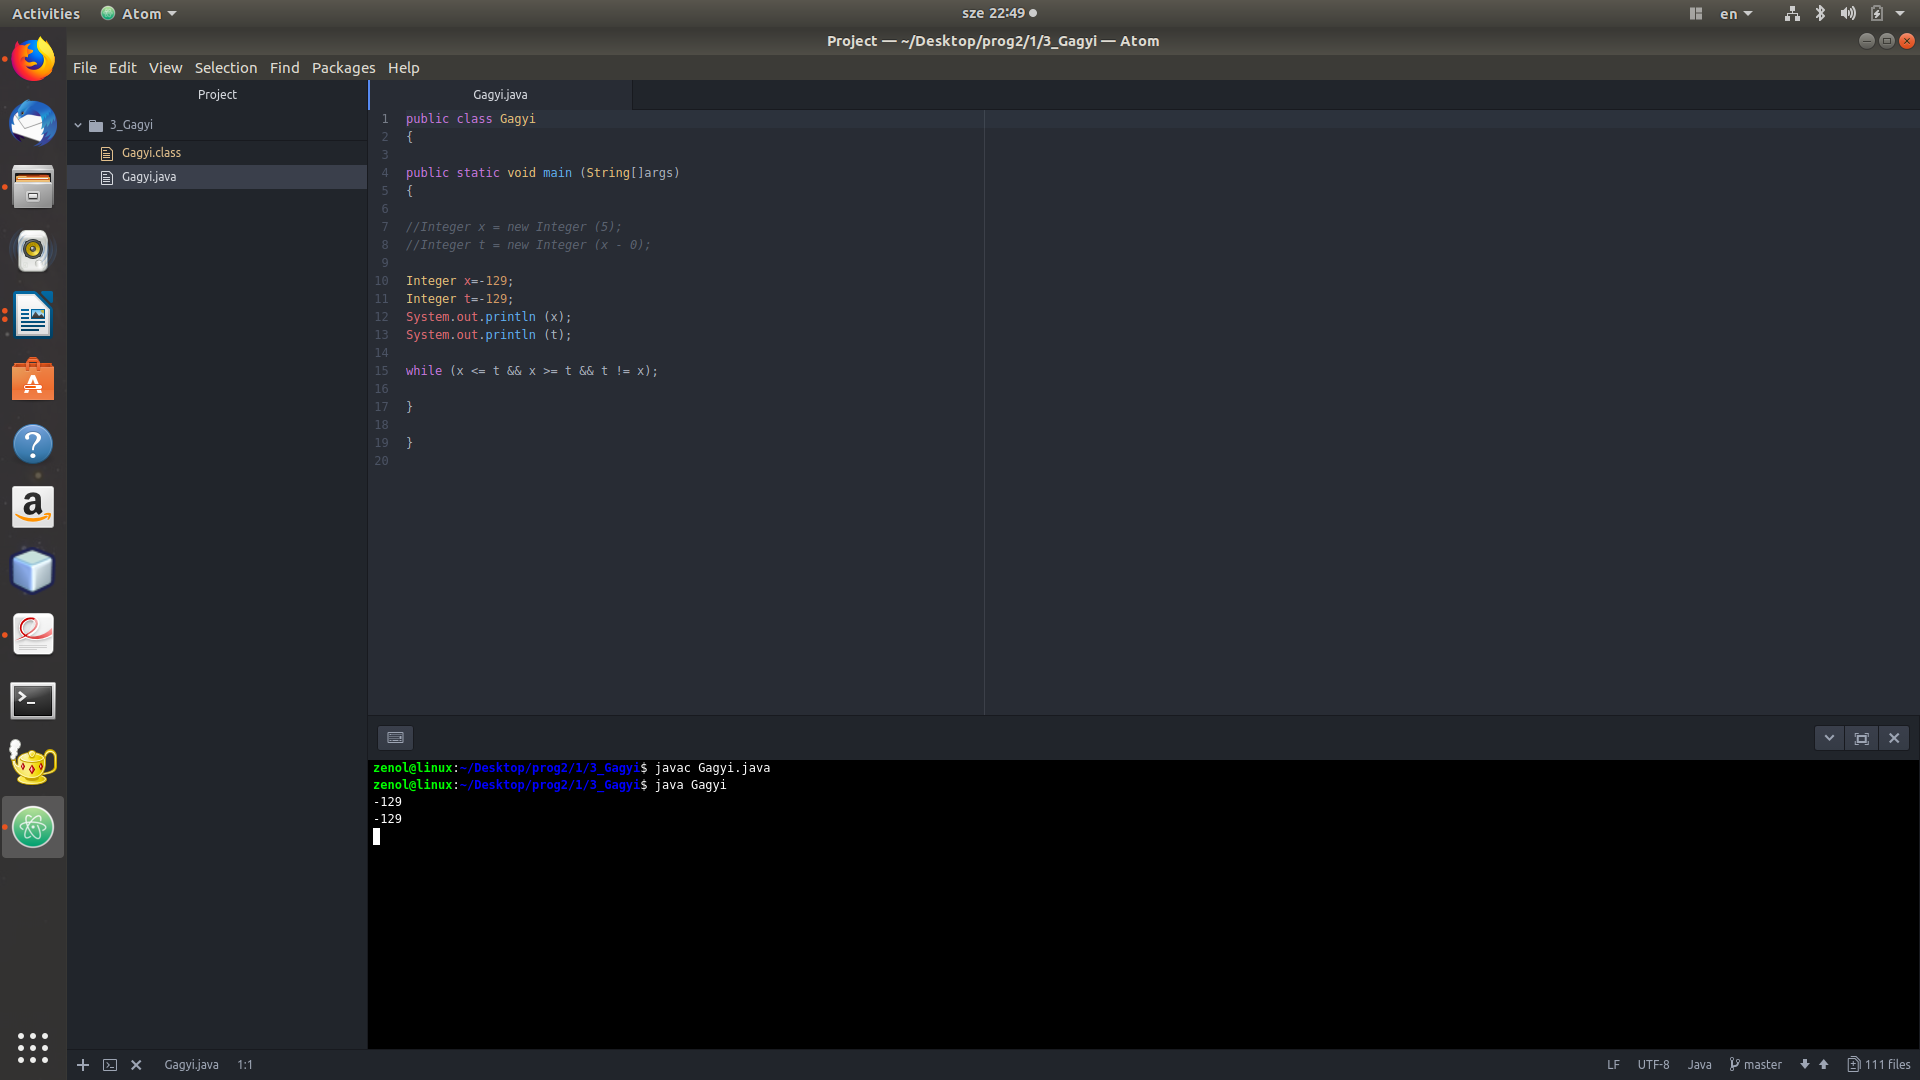 Activities Atom sze 22:49 en
Project — ~/Desktop/prog2/1/3_Gagyi — Atom
File Edit View Selection Find Packages Help
Project
3_Gagyi
Gagyi.class
Gagyi.java
Gagyi.java
1 public class Gagyi
2 {
3
4 public static void main (String[]args)
5 {
6
7 //Integer x = new Integer (5);
8 //Integer t = new Integer (x - 0);
9
10 Integer x=-129;
11 Integer t=-129;
12 System.out.println (x);
13 System.out.println (t);
14
15 while (x <= t && x >= t && t != x);
16
17 }
18
19 }
20
zenol@linux:~/Desktop/prog2/1/3_Gagyi$ javac Gagyi.java
zenol@linux:~/Desktop/prog2/1/3_Gagyi$ java Gagyi
-129
-129
Gagyi.java 1:1 LF UTF-8 Java master 111 files